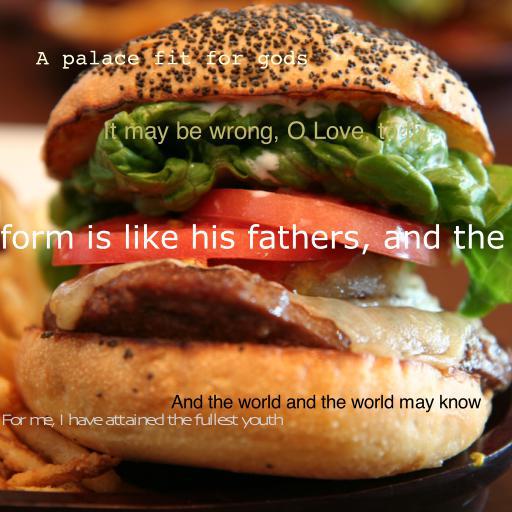 A palace fit for gods
It may be wrong, O Love, to
form is like his fathers, and the
And the world and the world may know
For me, I have attained the fullest youth